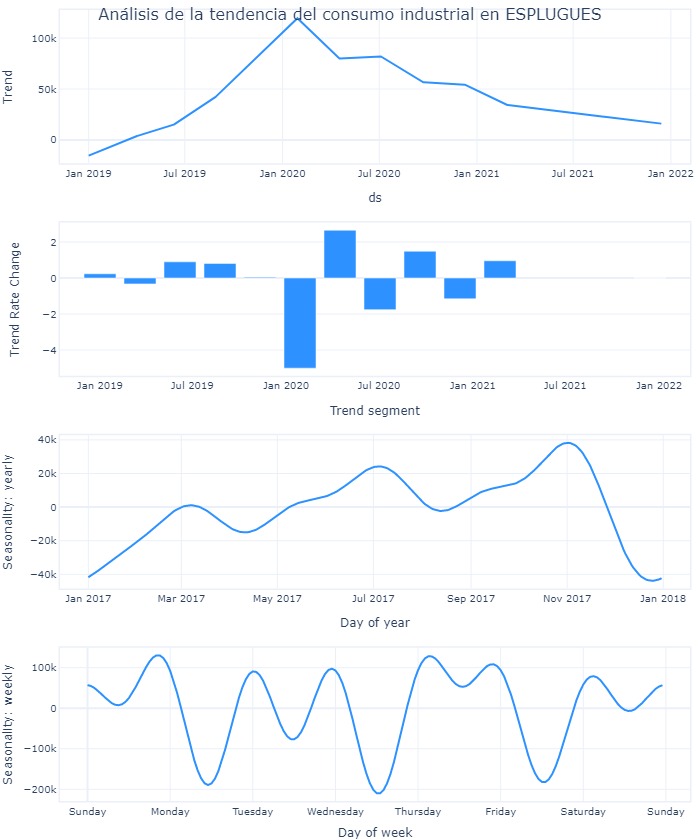 Análisis de la tendencia del consumo industrial en ESPLUGUES
Trend
100k
50k
0
Jan 2019 Jul 2019 Jan 2020 Jul 2020 Jan 2021 Jul 2021 Jan 2022
ds
Trend Rate Change
2
0
−2
−4
Jan 2019 Jul 2019 Jan 2020 Jul 2020 Jan 2021 Jul 2021 Jan 2022
Trend segment
Seasonality: yearly
40k
20k
0
−20k
−40k
Jan 2017 Mar 2017 May 2017 Jul 2017 Sep 2017 Nov 2017 Jan 2018
Day of year
Seasonality: weekly
100k
0
−100k
−200k
Sunday Monday Tuesday Wednesday Thursday Friday Saturday Sunday
Day of week